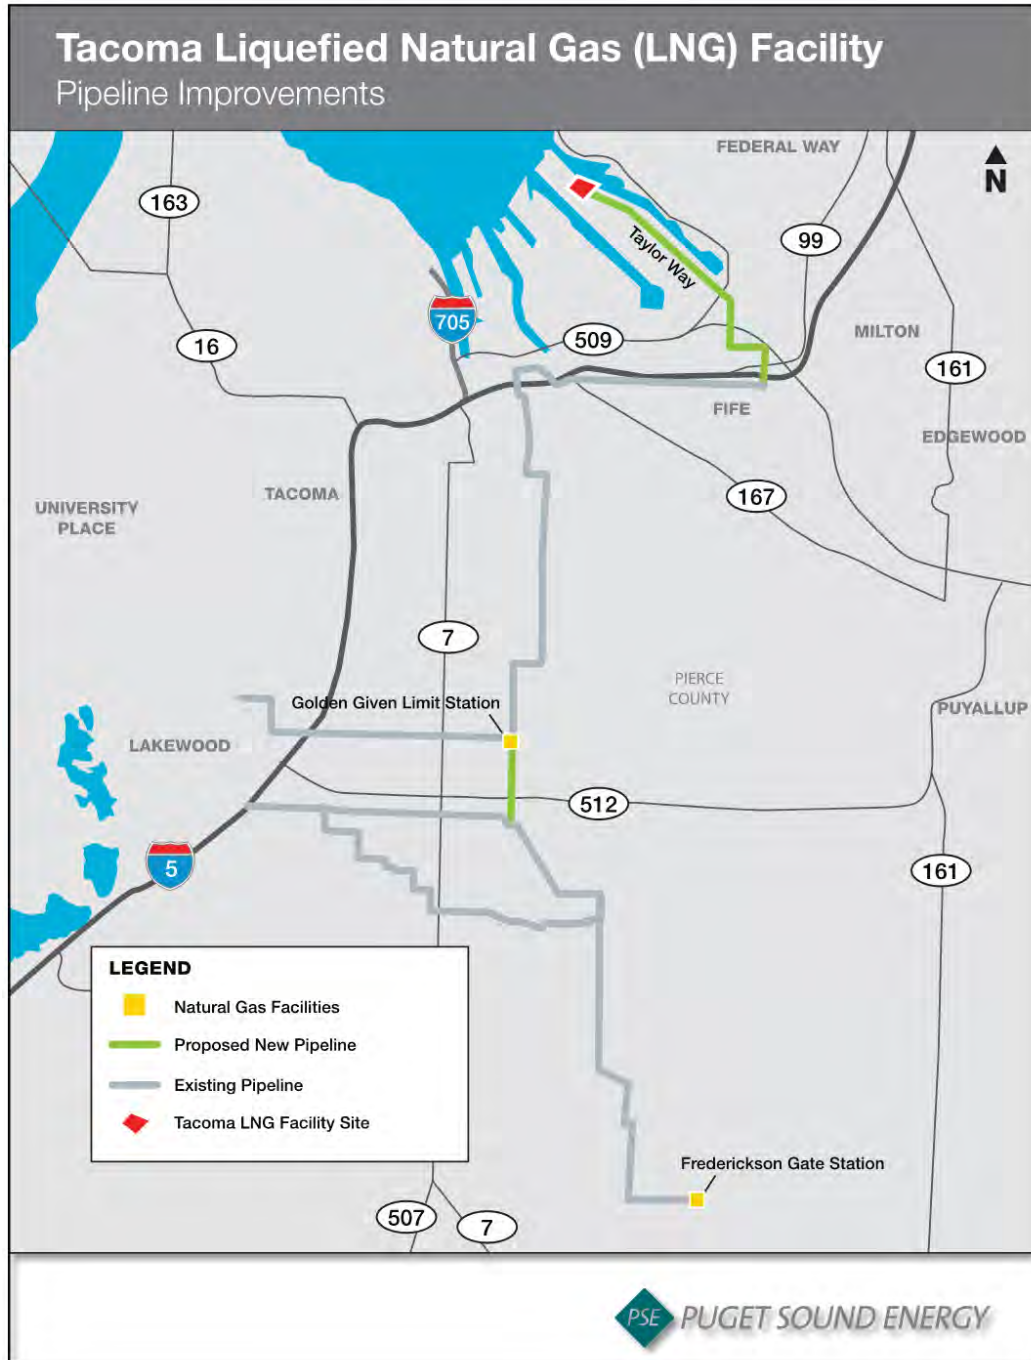 Tacoma Liquefied Natural Gas (LNG) Facility
Pipeline Improvements
FEDERAL WAY
N
163
99
Taylor Way
705
MILTON
509
16
161
FIFE
EDGEWOOD
TACOMA
167
UNIVERSITY
PLACE
7
PIERCE
COUNTY
Golden Given Limit Station
PUYALLUP
LAKEWOOD
512
5
161
LEGEND
Natural Gas Facilities
Proposed New Pipeline
Existing Pipeline
Tacoma LNG Facility Site
Frederickson Gate Station
507
7
PSE PUGET SOUND ENERGY